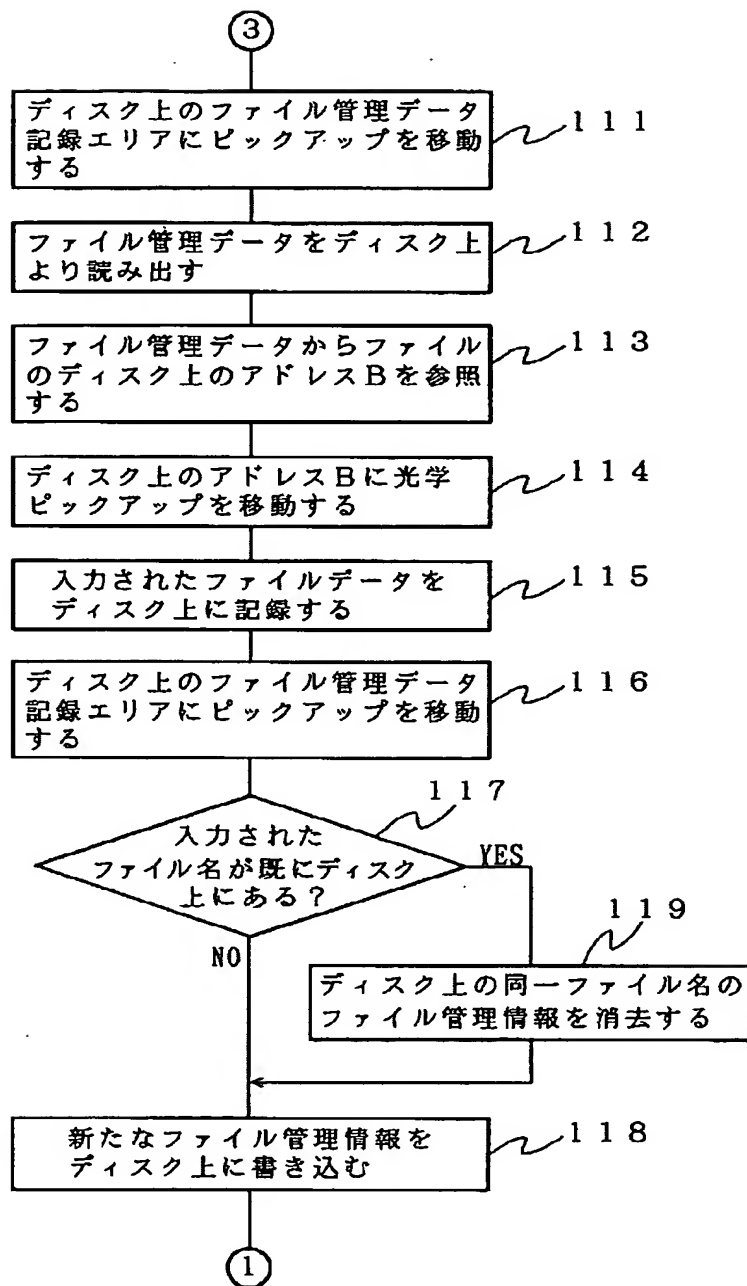 ③
ディスク上のファイル管理データ
記録エリアにピックアップを移動
する
111
ファイル管理データをディスク上
より読み出す
112
ファイル管理データからファイル
のディスク上のアドレスBを参照
する
113
ディスク上のアドレスBに光学
ピックアップを移動する
114
入力されたファイルデータを
ディスク上に記録する
115
ディスク上のファイル管理データ
記録エリアにピックアップを移動
する
116
117
入力された
ファイル名が既にディスク
上にある?
YES
NO
119
ディスク上の同一ファイル名の
ファイル管理情報を消去する
新たなファイル管理情報を
ディスク上に書き込む
118
①